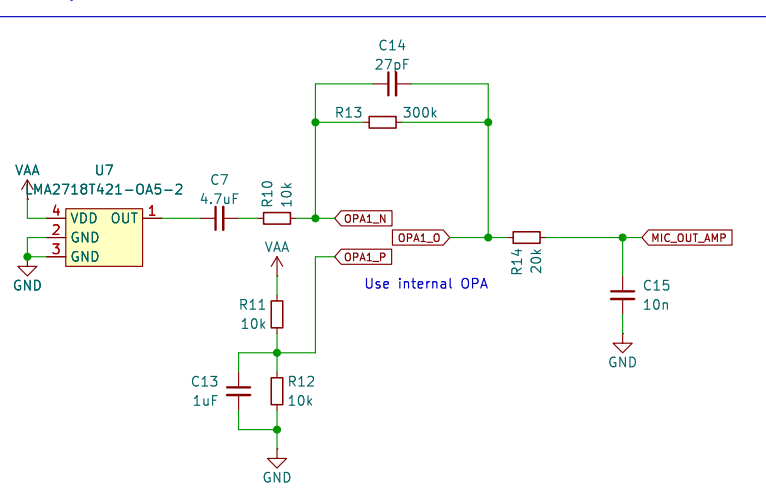 C14
27pF
R13 300k
VAA
U7
LMA2718T421-OA5-2
C7
4.7uF
R10
10k
4 VDD OUT 1
2 GND
3 GND
GND
OPA1_N
OPA1_O
OPA1_P
VAA
Use internal OPA
R14
20k
MIC_OUT_AMP
R11
10k
C15
10n
GND
C13
1uF
R12
10k
GND